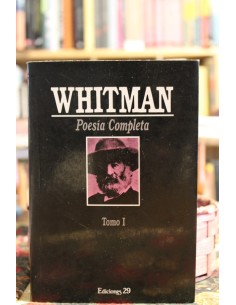 WHITMAN
Poesía Completa
Tomo I
Ediciones 29